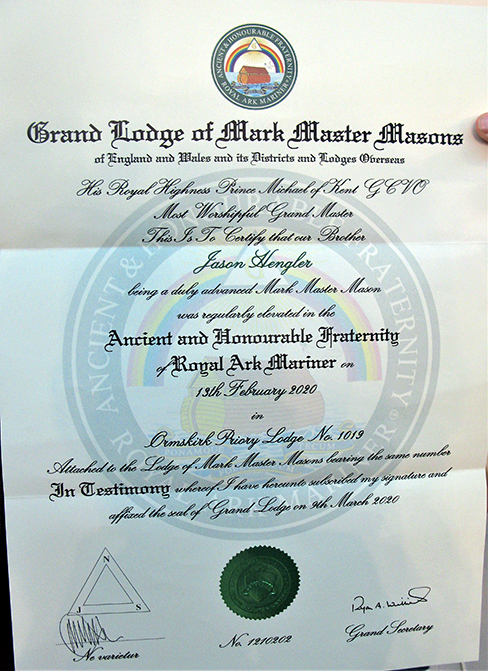 ANCIENT & HONOURABLE FRATERNITY
ROYAL ARK MARINER
Grand Lodge of Mark Master Masons
of England and Wales and its Districts and Lodges Overseas
His Royal Highness Prince Michael of Kent GCVO
Most Worshipful Grand Master
This Is To Certify that our Brother
Jason Hengler
being a duly advanced Mark Master Mason
was regularly elevated in the
Ancient and Honourable Fraternity
of Royal Ark Mariner on
13th February 2020
in
Ormskirk Priory Lodge No. 1019
Attached to the Lodge of Mark Master Masons bearing the same number
In Testimony whereof I have hereunto subscribed my signature and
affixed the seal of Grand Lodge on 9th March 2020
N
J S
Ne varietur
No. 1210202
Grand Secretary